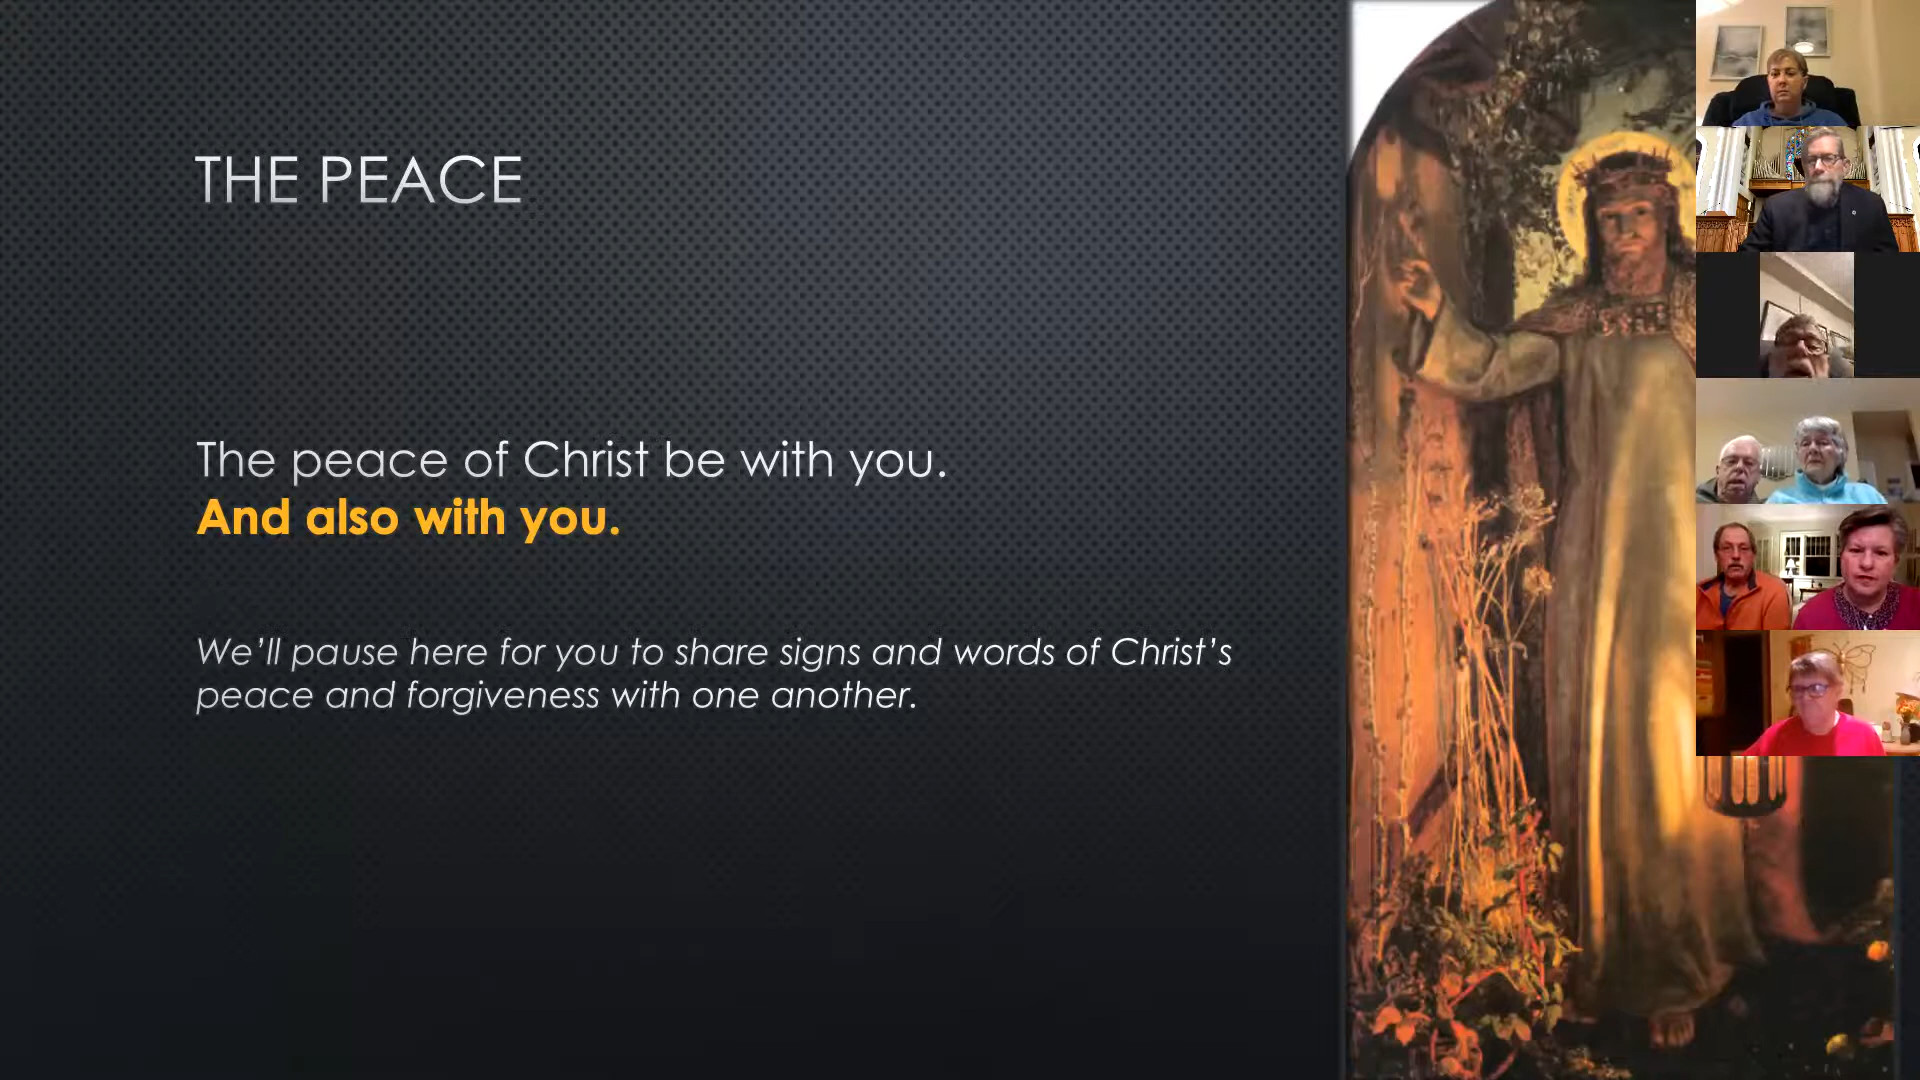 THE PEACE
The peace of Christ be with you.
And also with you.
We’ll pause here for you to share signs and words of Christ’s
peace and forgiveness with one another.